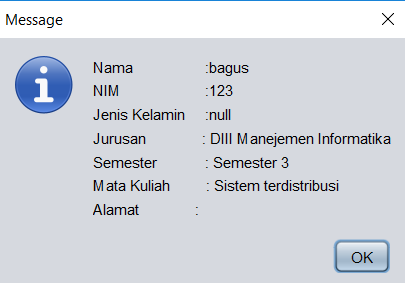 Message
Nama :bagus
NIM :123
Jenis Kelamin :null
Jurusan : DIII Manejemen Informatika
Semester : Semester 3
Mata Kuliah : Sistem terdistribusi
Alamat :
OK